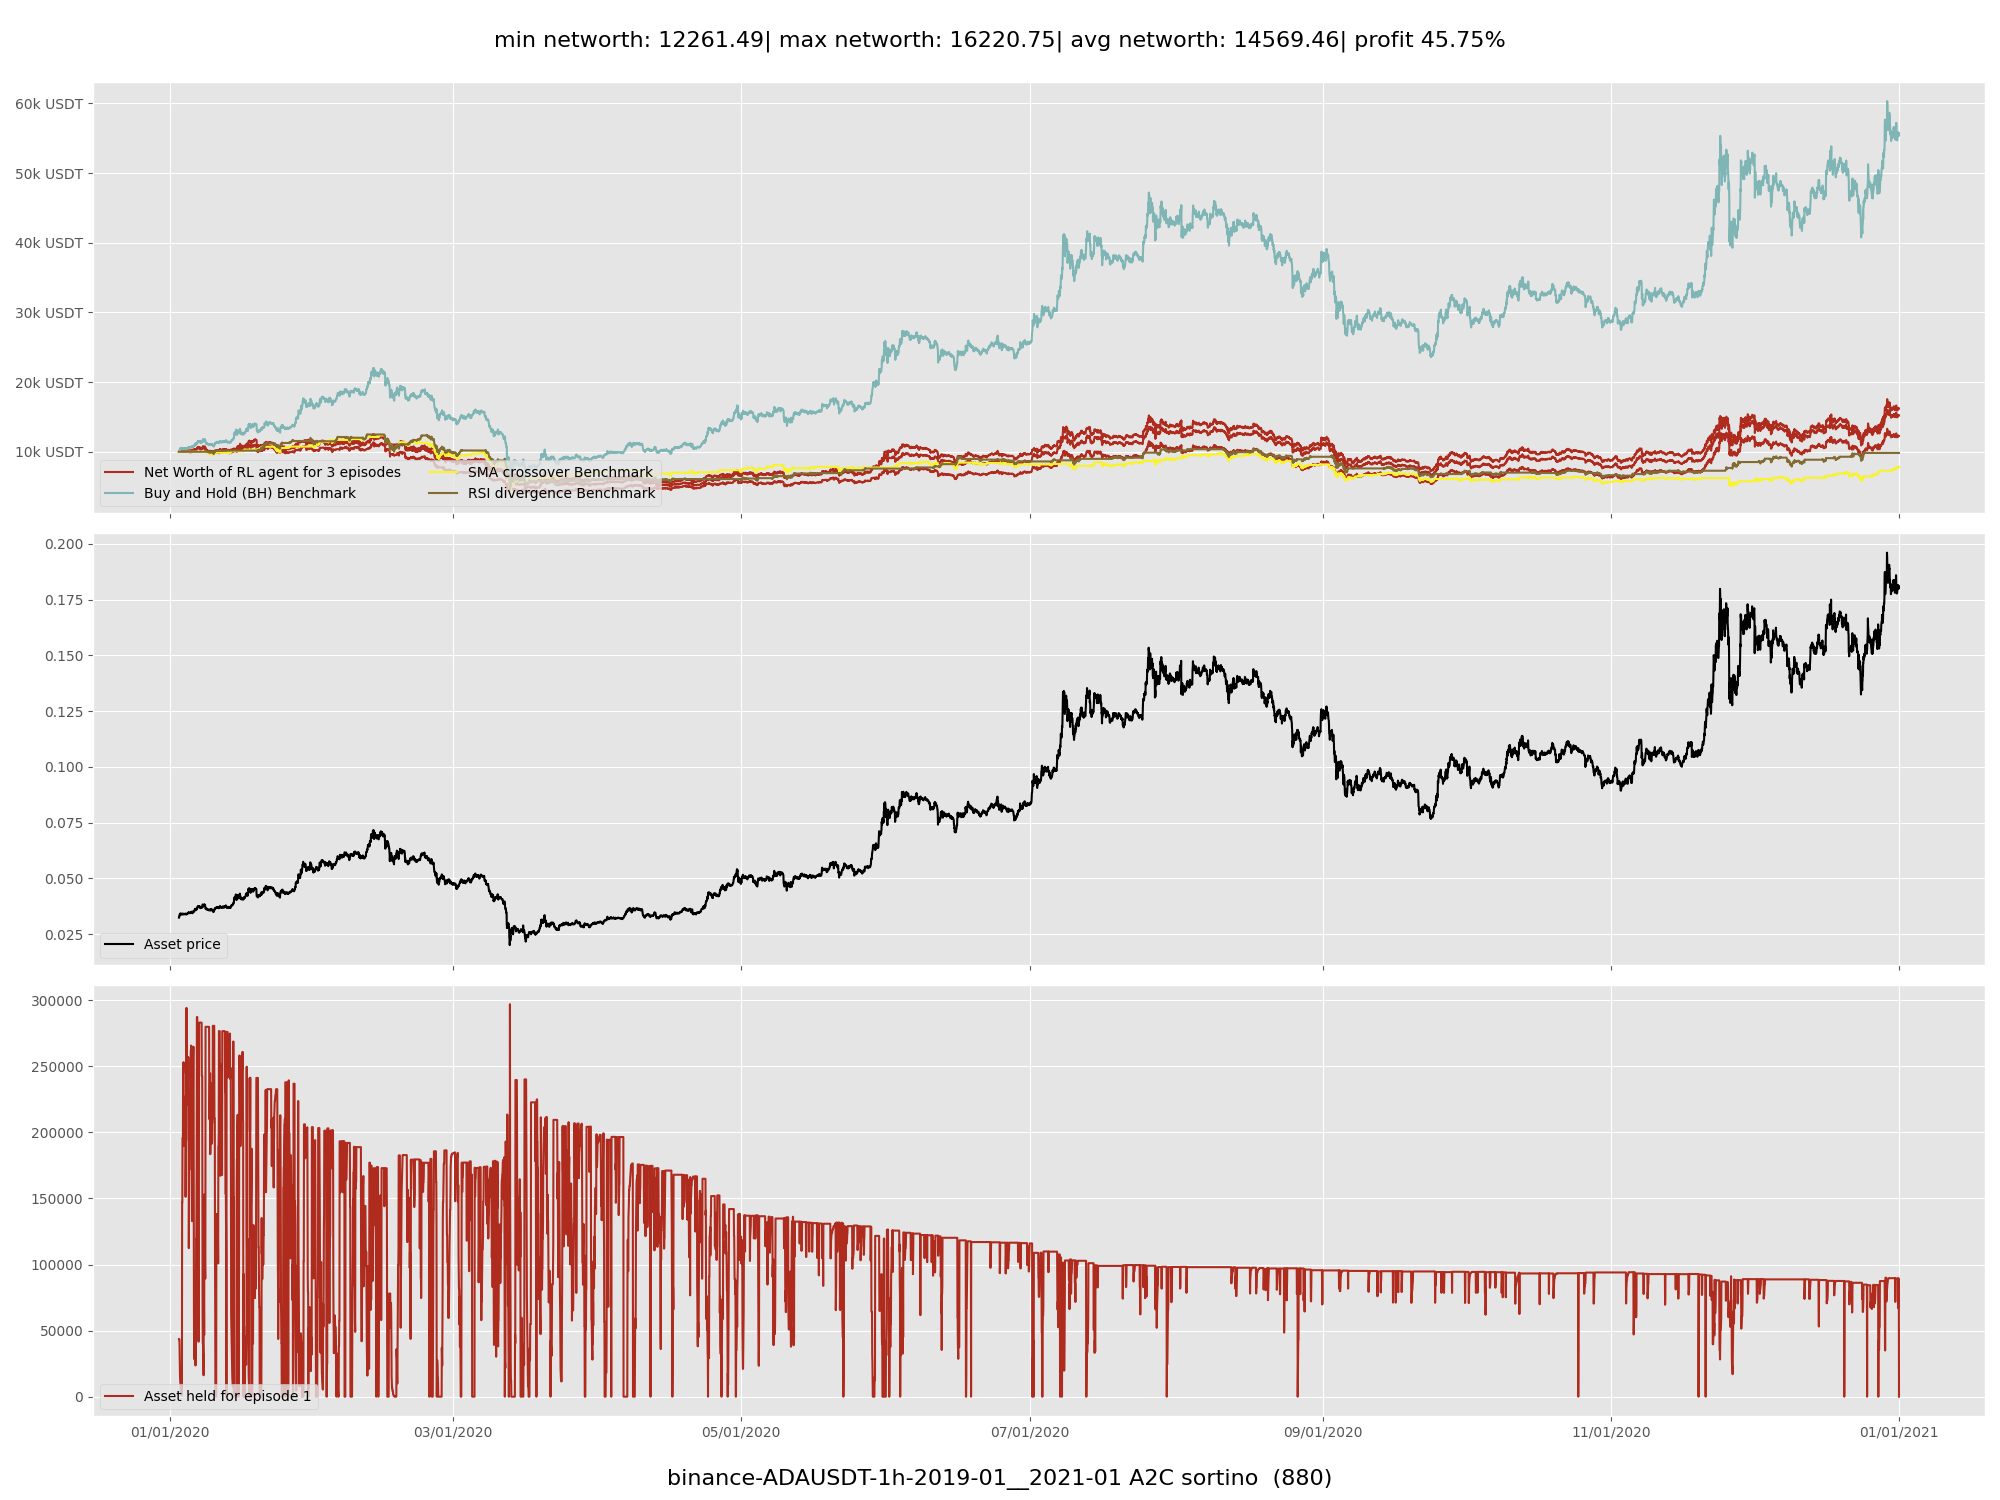 min networth: 12261.49| max networth: 16220.75| avg networth: 14569.46| profit 45.75%
60k USDT
50k USDT
40k USDT
30k USDT
20k USDT
10k USDT
Net Worth of RL agent for 3 episodes
Buy and Hold (BH) Benchmark
SMA crossover Benchmark
RSI divergence Benchmark
0.200
0.175
0.150
0.125
0.100
0.075
0.050
0.025
Asset price
300000
250000
200000
150000
100000
50000
0
Asset held for episode 1
01/01/2020
03/01/2020
05/01/2020
07/01/2020
09/01/2020
11/01/2020
01/01/2021
binance-ADAUSDT-1h-2019-01__2021-01 A2C sortino  (880)